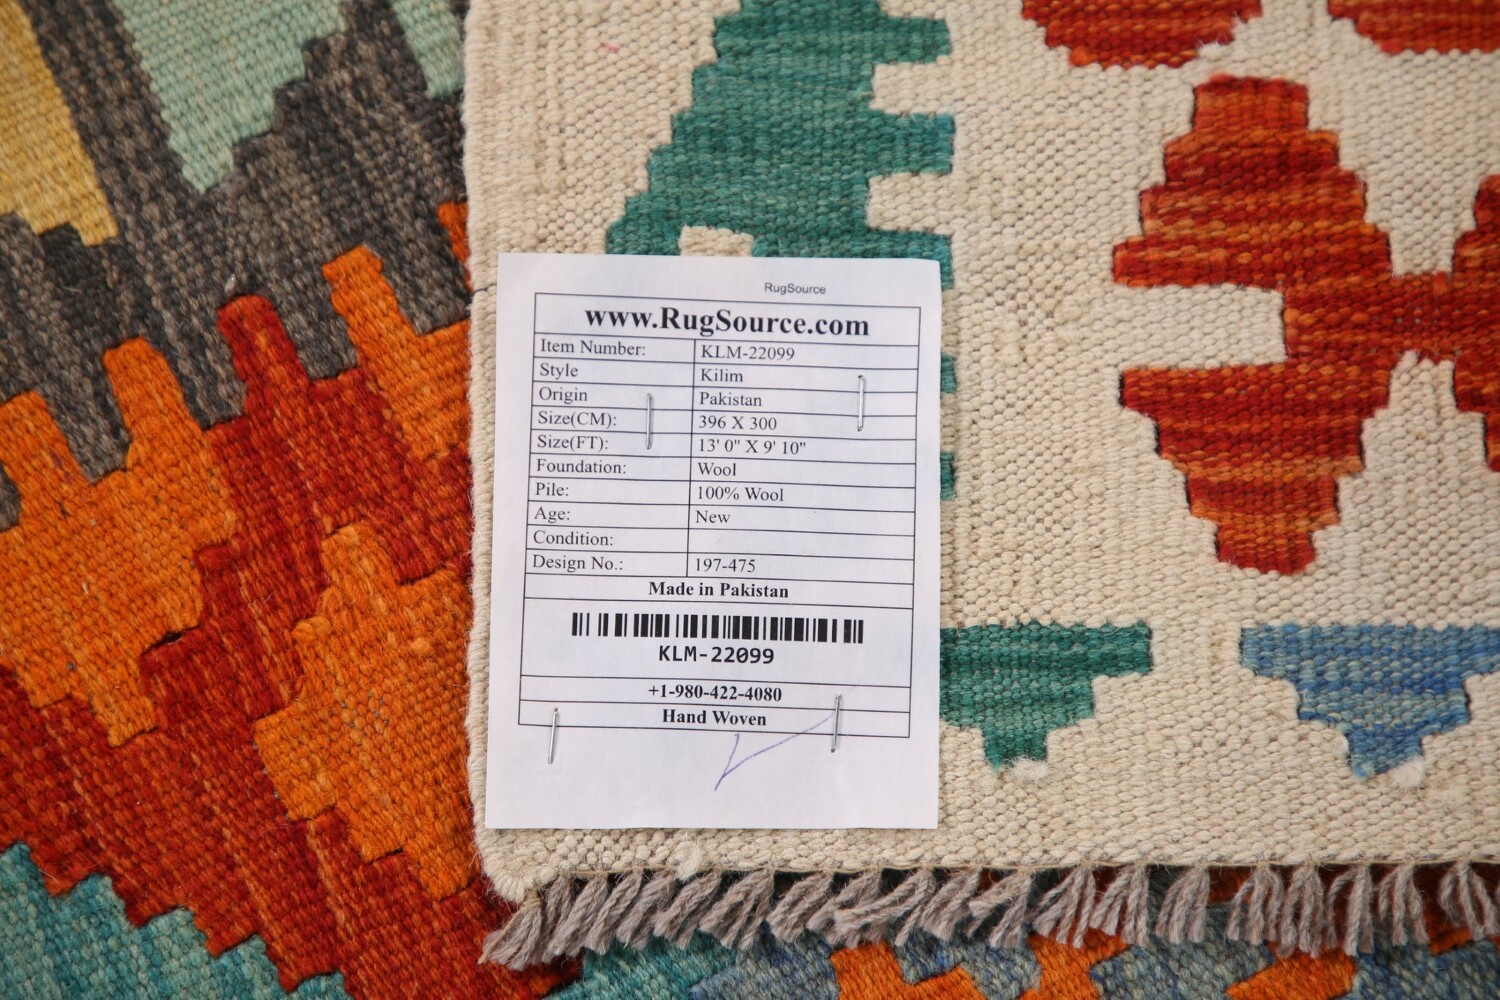 RugSource
www.RugSource.com
Item Number: KLM-22099
Style Kilim
Origin Pakistan
Size(CM): 396 X 300
Size(FT): 13' 0" X 9' 10"
Foundation: Wool
Pile: 100% Wool
Age: New
Condition:
Design No.: 197-475
Made in Pakistan
KLM-22099
+1-980-422-4080
Hand Woven